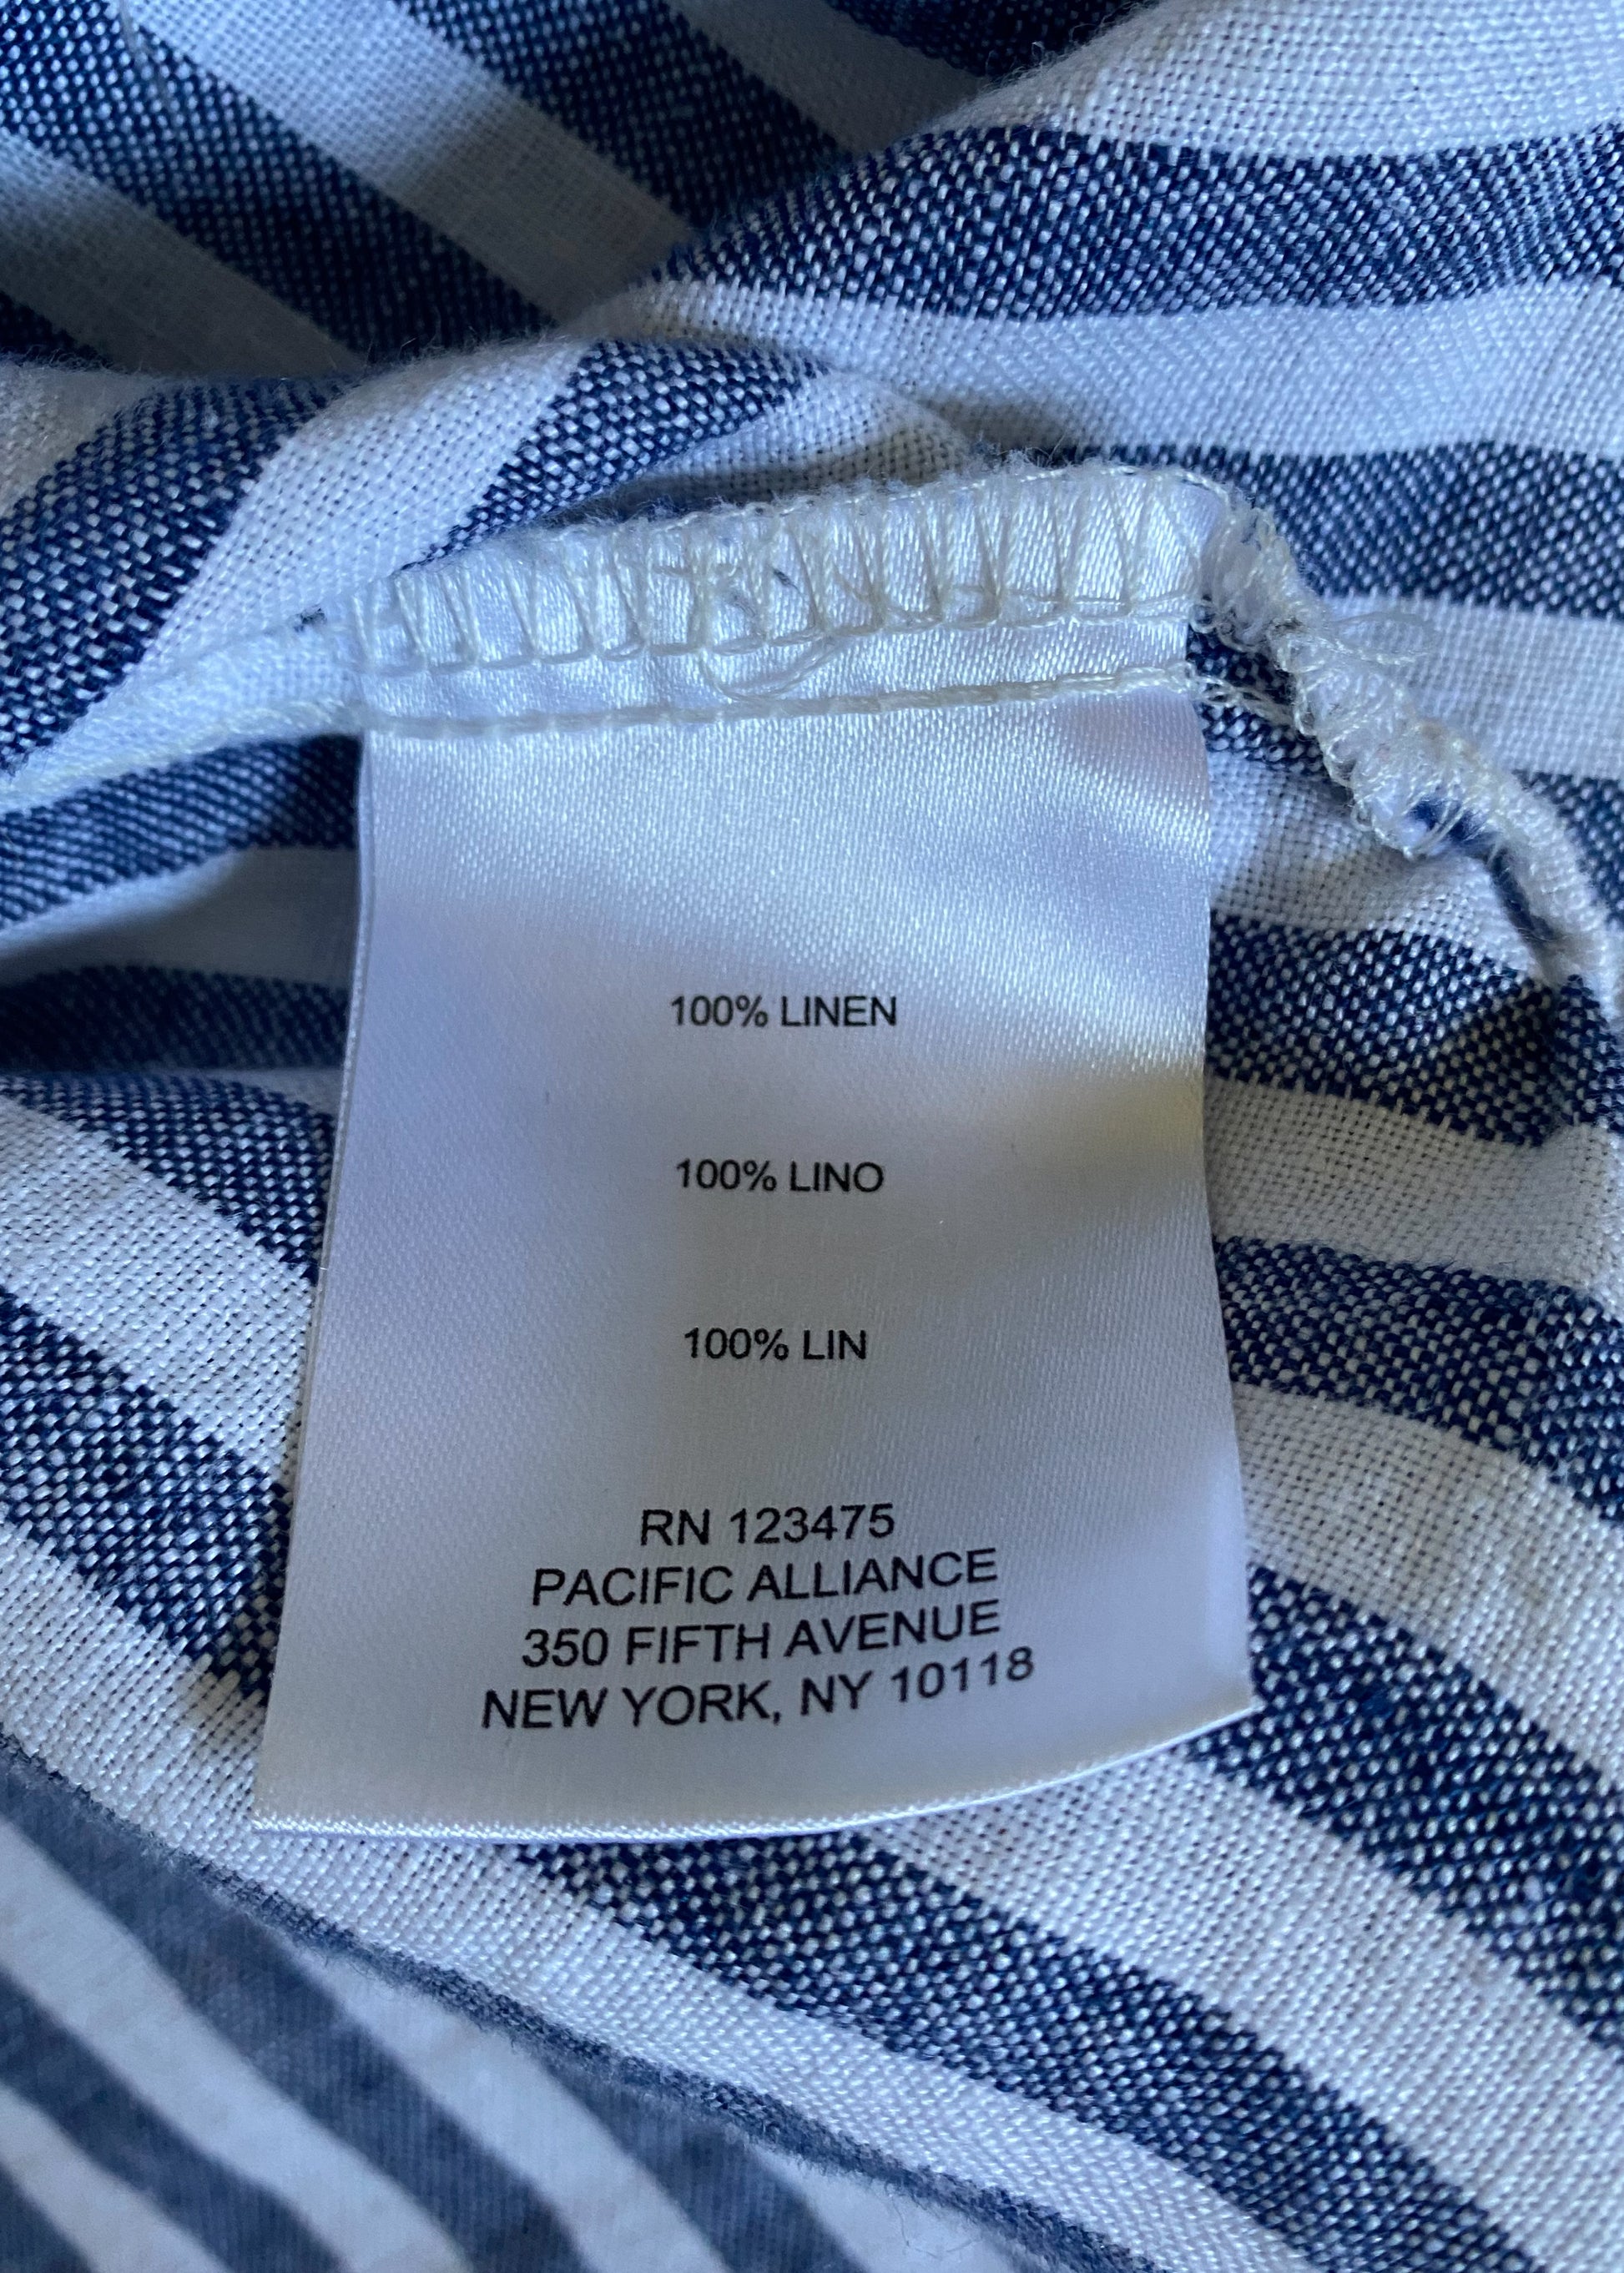 100% LINEN
100% LINO
100% LIN
RN 123475
PACIFIC ALLIANCE
350 FIFTH AVENUE
NEW YORK, NY 10118